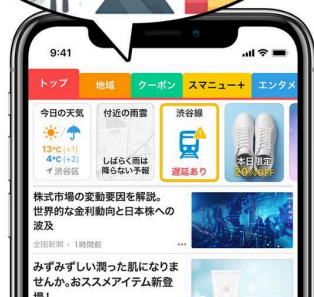 9:41
トップ 地域 クーポン スマニュー＋ エンタメ
今日の天気 付近の雨雲 渋谷線
13°C (+1)
4°C (+2)
渋谷区
しばらく雨は
降らない予報
遅延あり
本日限定
20%OFF
株式市場の変動要因を解説。
世界的な金利動向と日本株への
波及
全国新聞・1時間前
みずみずしい潤った肌になりま
せんか。おススメアイテム新登
場！